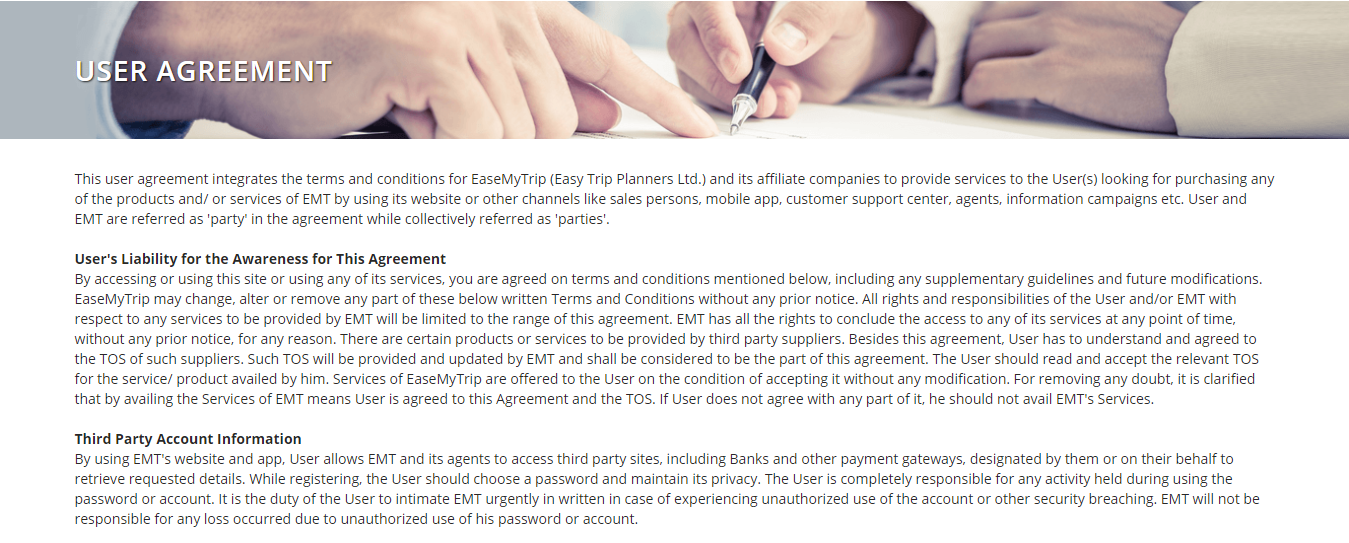 USER AGREEMENT
This user agreement integrates the terms and conditions for EaseMyTrip (Easy Trip Planners Ltd.) and its affiliate companies to provide services to the User(s) looking for purchasing any
of the products and/ or services of EMT by using its website or other channels like sales persons, mobile app, customer support center, agents, information campaigns etc. User and
EMT are referred as 'party' in the agreement while collectively referred as 'parties'.
User's Liability for the Awareness for This Agreement
By accessing or using this site or using any of its services, you are agreed on terms and conditions mentioned below, including any supplementary guidelines and future modifications.
EaseMyTrip may change, alter or remove any part of these below written Terms and Conditions without any prior notice. All rights and responsibilities of the User and/or EMT with
respect to any services to be provided by EMT will be limited to the range of this agreement. EMT has all the rights to conclude the access to any of its services at any point of time,
without any prior notice, for any reason. There are certain products or services to be provided by third party suppliers. Besides this agreement, User has to understand and agreed to
the TOS of such suppliers. Such TOS will be provided and updated by EMT and shall be considered to be the part of this agreement. The User should read and accept the relevant TOS
for the service/ product availed by him. Services of EaseMyTrip are offered to the User on the condition of accepting it without any modification. For removing any doubt, it is clarified
that by availing the Services of EMT means User is agreed to this Agreement and the TOS. If User does not agree with any part of it, he should not avail EMT's Services.
Third Party Account Information
By using EMT's website and app, User allows EMT and its agents to access third party sites, including Banks and other payment gateways, designated by them or on their behalf to
retrieve requested details. While registering, the User should choose a password and maintain its privacy. The User is completely responsible for any activity held during using the
password or account. It is the duty of the User to intimate EMT urgently in written in case of experiencing unauthorized use of the account or other security breaching. EMT will not be
responsible for any loss occurred due to unauthorized use of his password or account.